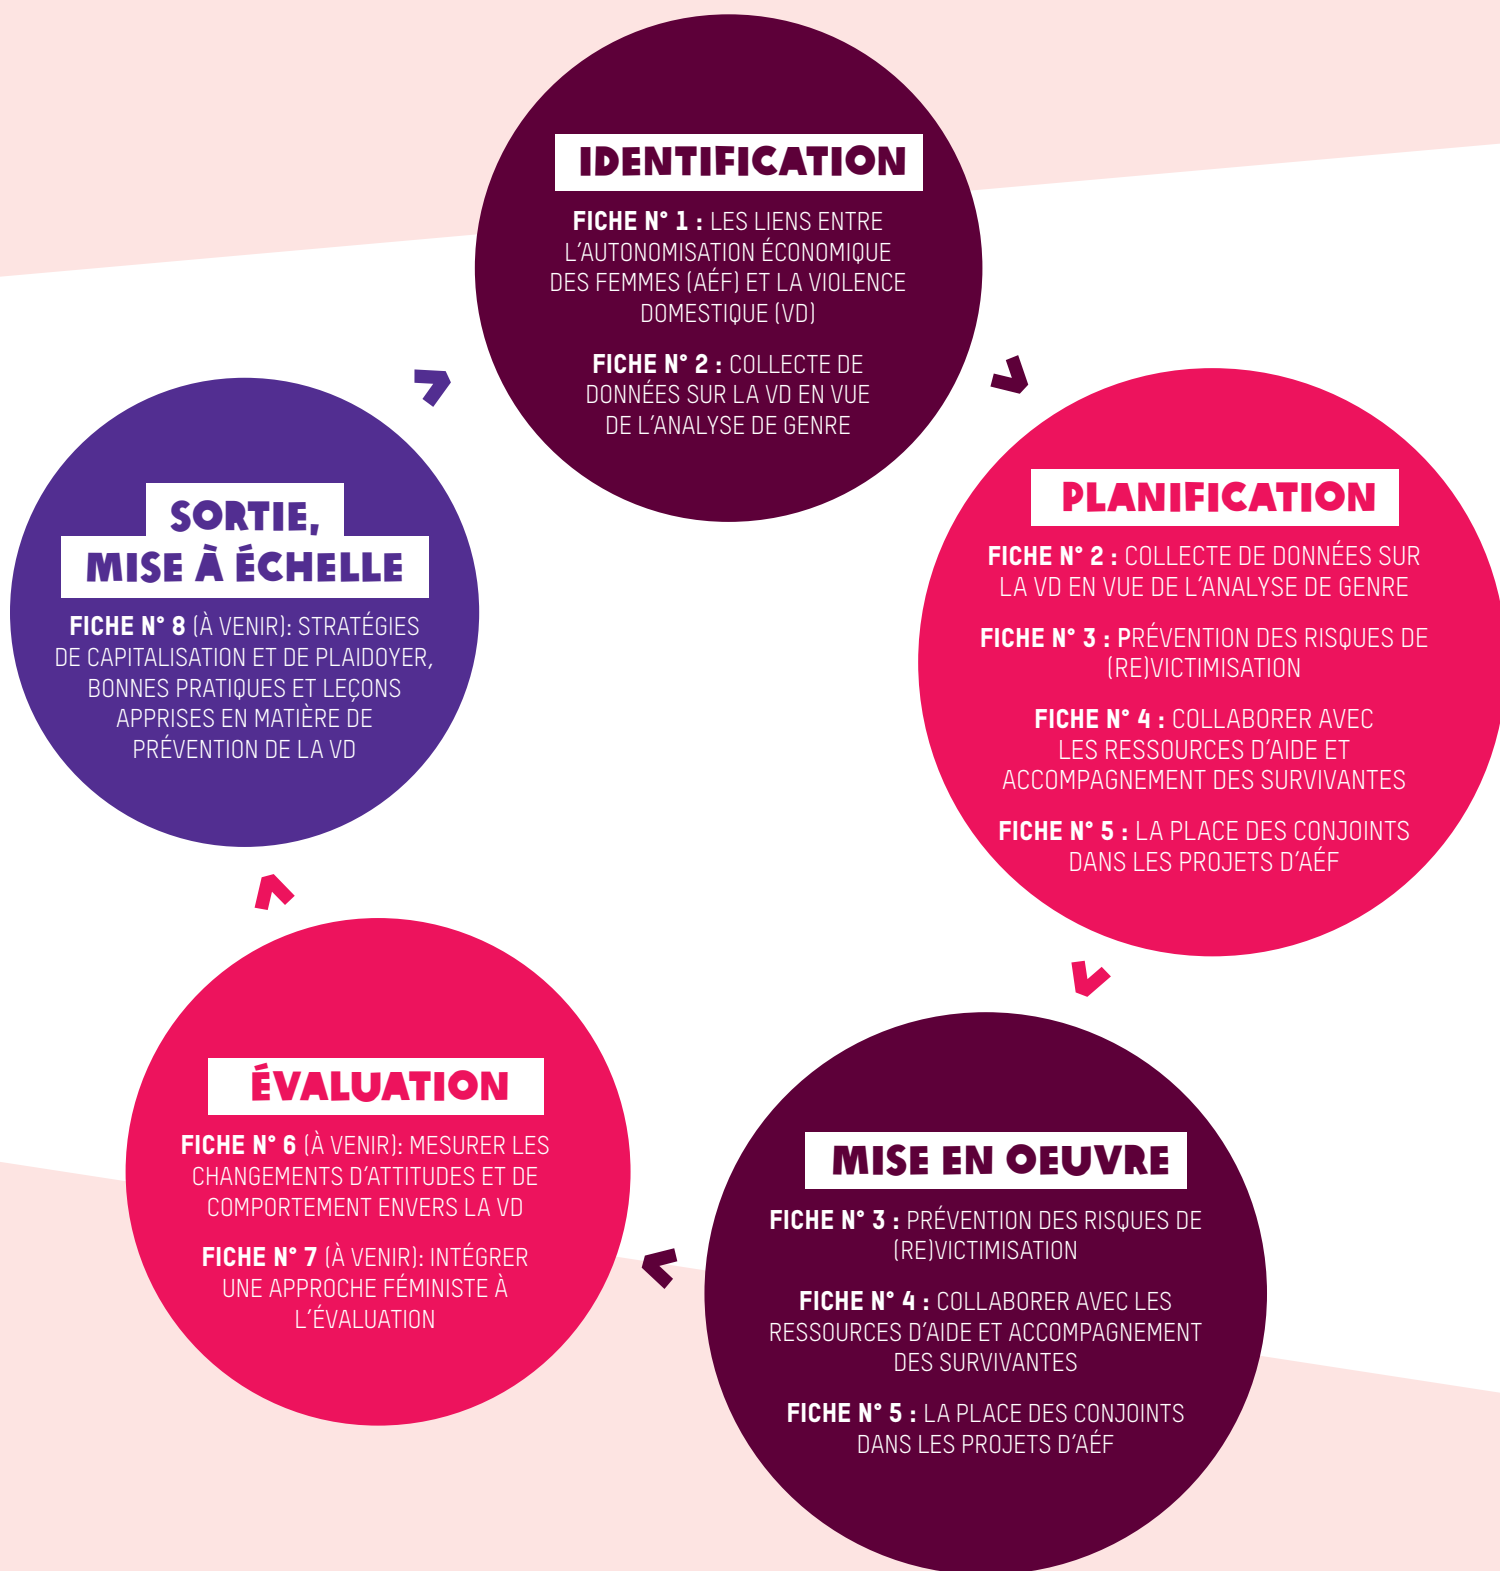 IDENTIFICATION
FICHE N° 1 : LES LIENS ENTRE
L'AUTONOMISATION ÉCONOMIQUE
DES FEMMES (AÉF) ET LA VIOLENCE
DOMESTIQUE (VD)
FICHE N° 2 : COLLECTE DE
DONNÉES SUR LA VD EN VUE
DE L'ANALYSE DE GENRE
PLANIFICATION
FICHE N° 2 : COLLECTE DE DONNÉES SUR
LA VD EN VUE DE L'ANALYSE DE GENRE
FICHE N° 3 : PRÉVENTION DES RISQUES DE
(RE)VICTIMISATION
FICHE N° 4 : COLLABORER AVEC
LES RESSOURCES D'AIDE ET
ACCOMPAGNEMENT DES SURVIVANTES
FICHE N° 5 : LA PLACE DES CONJOINTS
DANS LES PROJETS D'AÉF
MISE EN OEUVRE
FICHE N° 3 : PRÉVENTION DES RISQUES DE
(RE)VICTIMISATION
FICHE N° 4 : COLLABORER AVEC LES
RESSOURCES D'AIDE ET ACCOMPAGNEMENT
DES SURVIVANTES
FICHE N° 5 : LA PLACE DES CONJOINTS
DANS LES PROJETS D'AÉF
ÉVALUATION
FICHE N° 6 (À VENIR): MESURER LES
CHANGEMENTS D'ATTITUDES ET DE
COMPORTEMENT ENVERS LA VD
FICHE N° 7 (À VENIR): INTÉGRER
UNE APPROCHE FÉMINISTE À
L'ÉVALUATION
SORTIE,
MISE À ÉCHELLE
FICHE N° 8 (À VENIR): STRATÉGIES
DE CAPITALISATION ET DE PLAIDOYER,
BONNES PRATIQUES ET LEÇONS
APPRISES EN MATIÈRE DE
PRÉVENTION DE LA VD